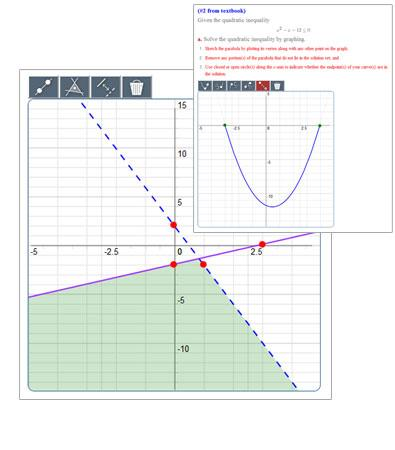 (#2 from textbook)
Given the quadratic inequality
x² − x − 12 ≤ 0
a. Solve the quadratic inequality by graphing.
1. Sketch the parabola by plotting its vertex along with any other point on the graph,
2. Remove any portion(s) of the parabola that do not lie in the solution set; and
3. Use closed or open circle(s) along the x-axis to indicate whether the endpoint(s) of your curve(s) are in
the solution.
-5 -2.5 0 2.5
-5
-10
15
10
5
-5 -2.5 0 2.5
-5
-10